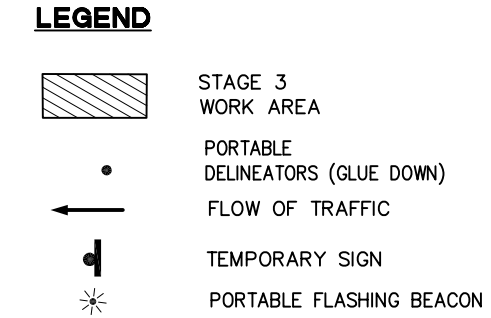 LEGEND
STAGE 3
WORK AREA
PORTABLE
DELINEATORS (GLUE DOWN)
FLOW OF TRAFFIC
TEMPORARY SIGN
PORTABLE FLASHING BEACON